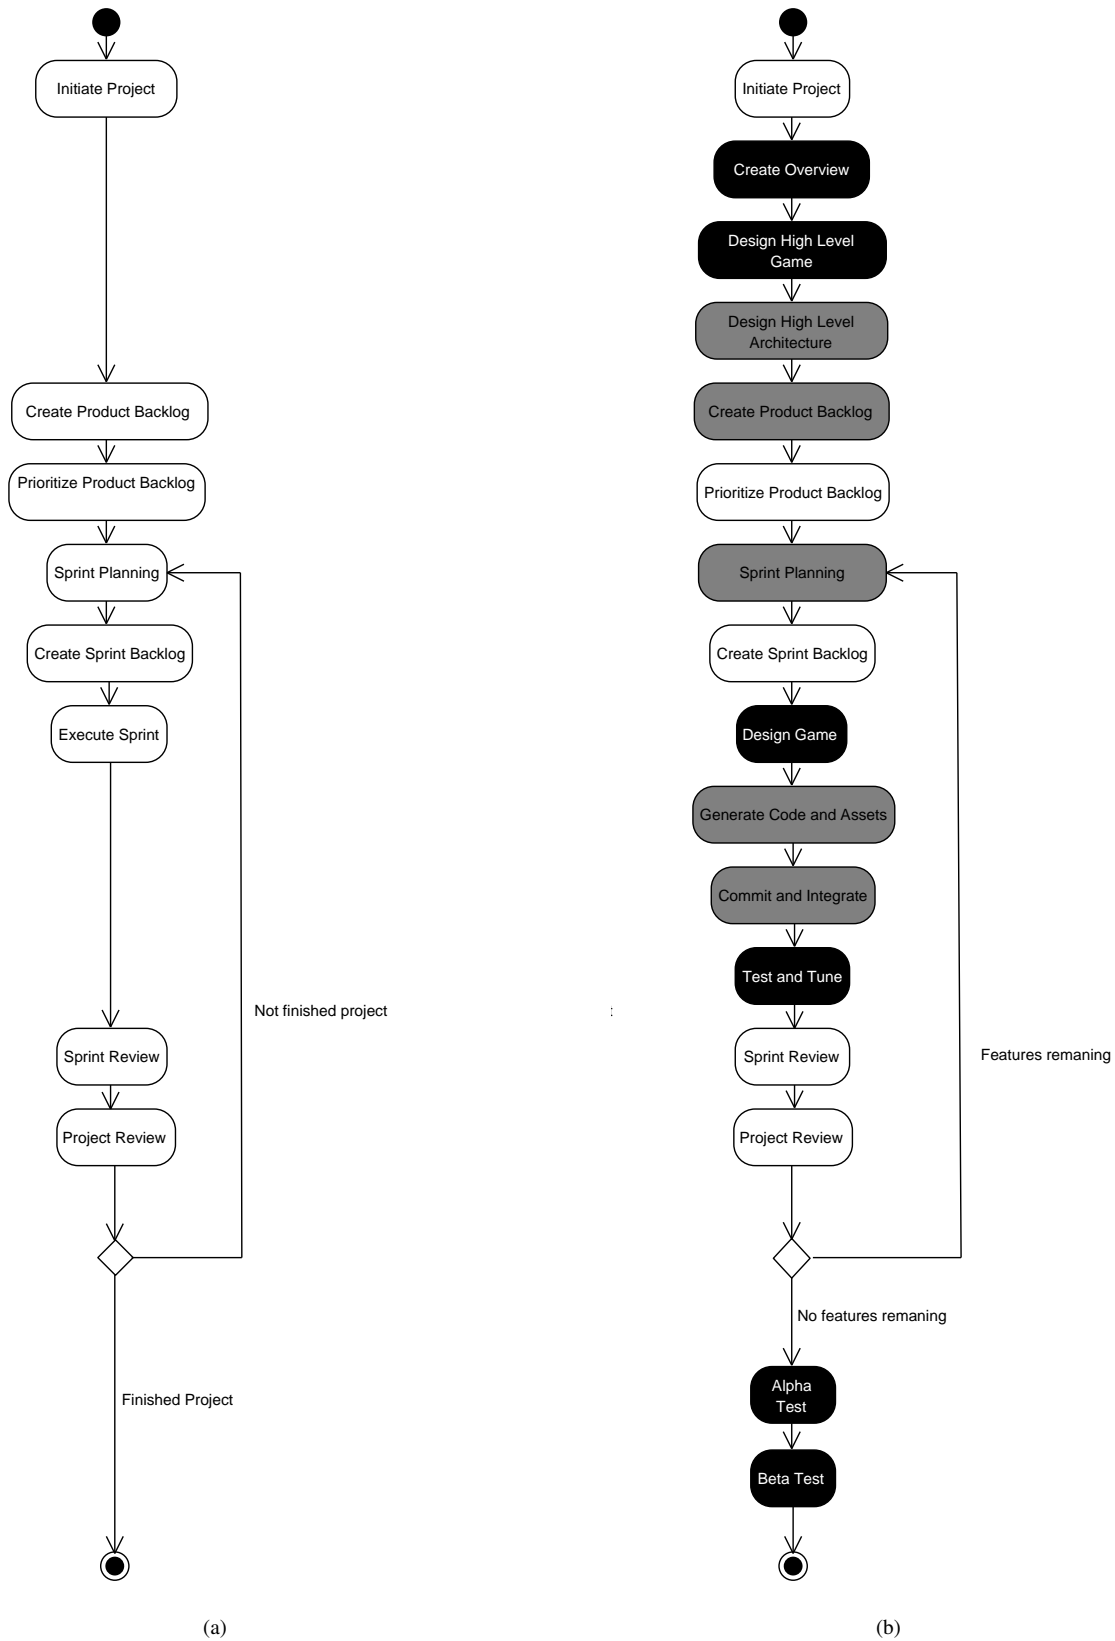 Initiate Project
Create Product Backlog
Prioritize Product Backlog
Sprint Planning
Create Sprint Backlog
Execute Sprint
Not finished project
Sprint Review
Project Review
Finished Project
(a)
Initiate Project
Create Overview
Design High Level
Game
Design High Level
Architecture
Create Product Backlog
Prioritize Product Backlog
Sprint Planning
Create Sprint Backlog
Design Game
Generate Code and Assets
Commit and Integrate
Test and Tune
Sprint Review
Features remaning
Project Review
No features remaning
Alpha
Test
Beta Test
(b)